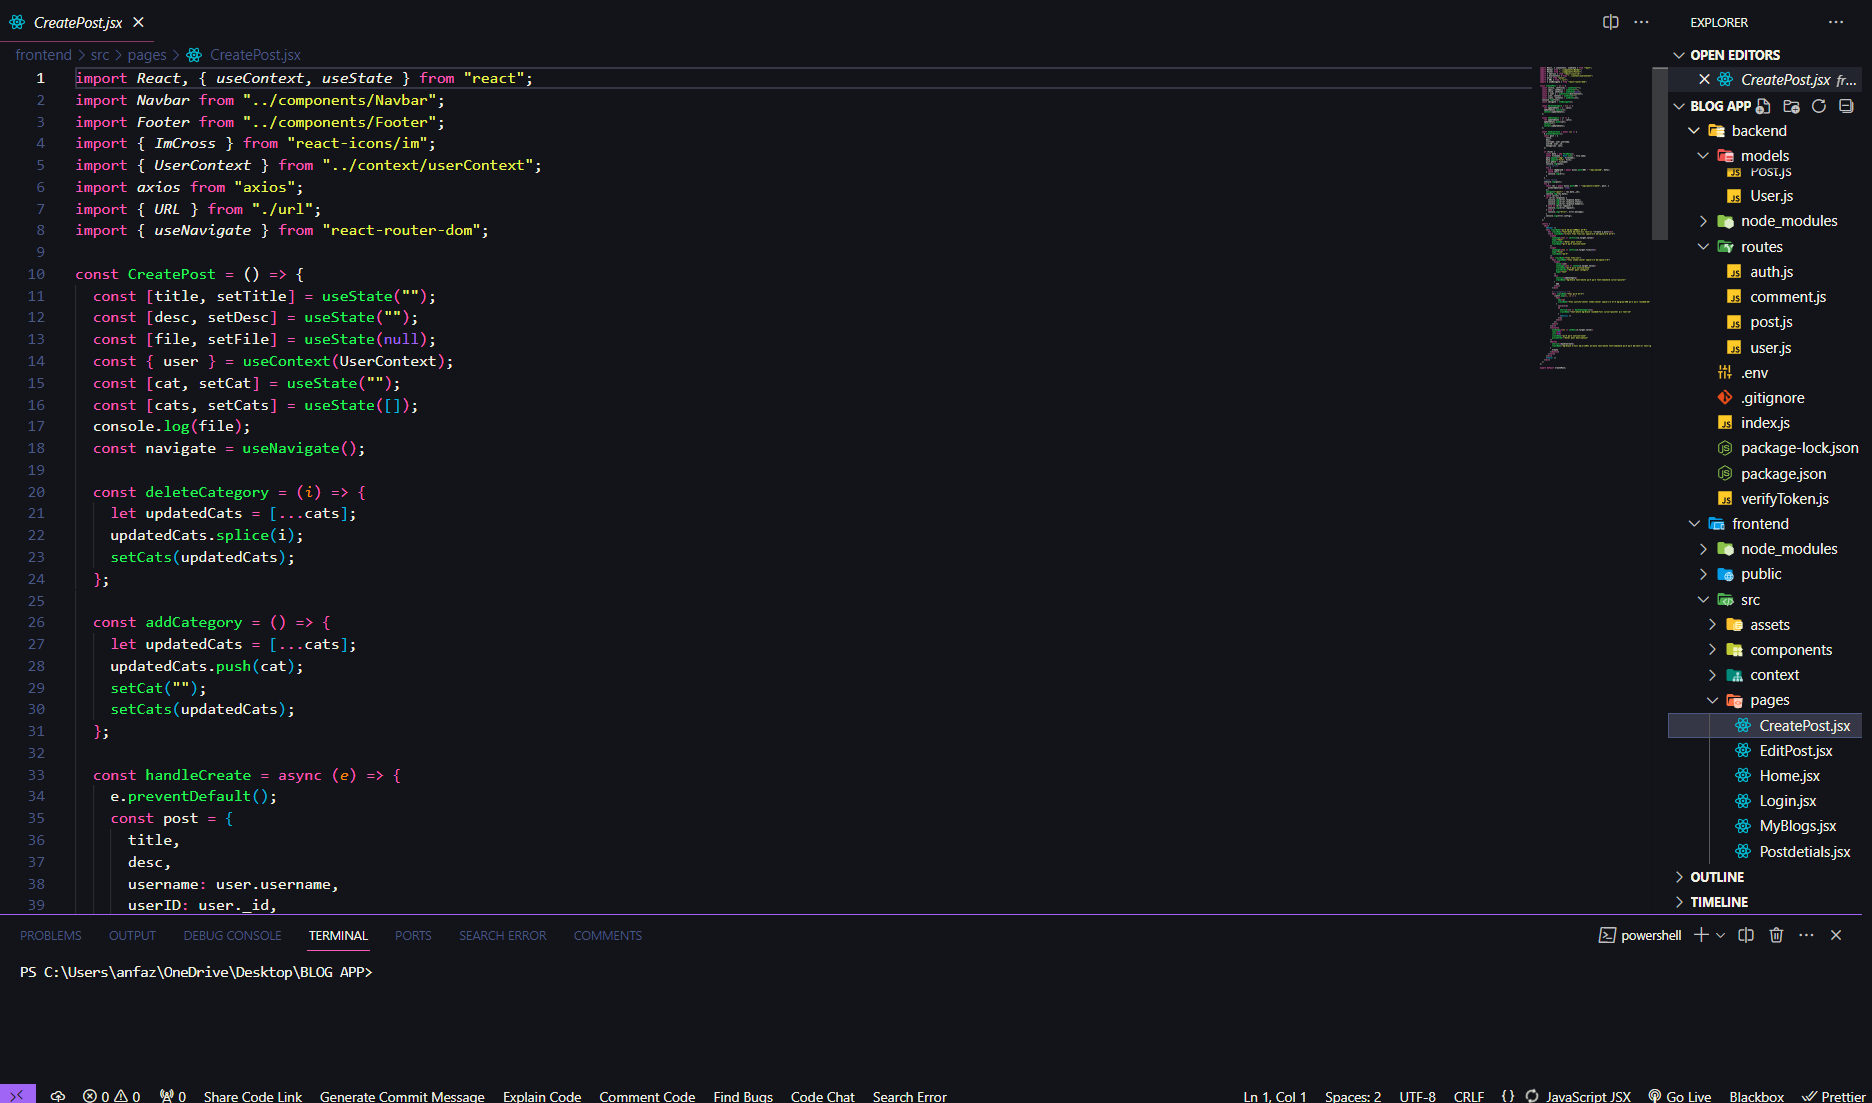 CreatePost.jsx
frontend > src > pages > CreatePost.jsx
1 import React, { useContext, useState } from "react";
2 import Navbar from "../components/Navbar";
3 import Footer from "../components/Footer";
4 import { ImCross } from "react-icons/im";
5 import { UserContext } from "../context/userContext";
6 import axios from "axios";
7 import { URL } from "./url";
8 import { useNavigate } from "react-router-dom";
9
10 const CreatePost = () => {
11 const [title, setTitle] = useState("");
12 const [desc, setDesc] = useState("");
13 const [file, setFile] = useState(null);
14 const { user } = useContext(UserContext);
15 const [cat, setCat] = useState("");
16 const [cats, setCats] = useState([]);
17 console.log(file);
18 const navigate = useNavigate();
19
20 const deleteCategory = (i) => {
21 let updatedCats = [...cats];
22 updatedCats.splice(i);
23 setCats(updatedCats);
24 };
25
26 const addCategory = () => {
27 let updatedCats = [...cats];
28 updatedCats.push(cat);
29 setCat("");
30 setCats(updatedCats);
31 };
32
33 const handleCreate = async (e) => {
34 e.preventDefault();
35 const post = {
36 title,
37 desc,
38 username: user.username,
39 userID: user._id,
EXPLORER
OPEN EDITORS
CreatePost.jsx fr...
BLOG APP
backend
models
Post.js
User.js
node_modules
routes
auth.js
comment.js
post.js
user.js
.env
.gitignore
index.js
package-lock.json
package.json
verifyToken.js
frontend
node_modules
public
src
assets
components
context
pages
CreatePost.jsx
EditPost.jsx
Home.jsx
Login.jsx
MyBlogs.jsx
Postdetials.jsx
OUTLINE
TIMELINE
PROBLEMS OUTPUT DEBUG CONSOLE TERMINAL PORTS SEARCH ERROR COMMENTS powershell
PS C:\Users\anfaz\OneDrive\Desktop\BLOG APP>
0 0 0 Share Code Link Generate Commit Message Explain Code Comment Code Find Bugs Code Chat Search Error Ln 1, Col 1 Spaces: 2 UTF-8 CRLF {} JavaScript JSX Go Live Blackbox Prettier